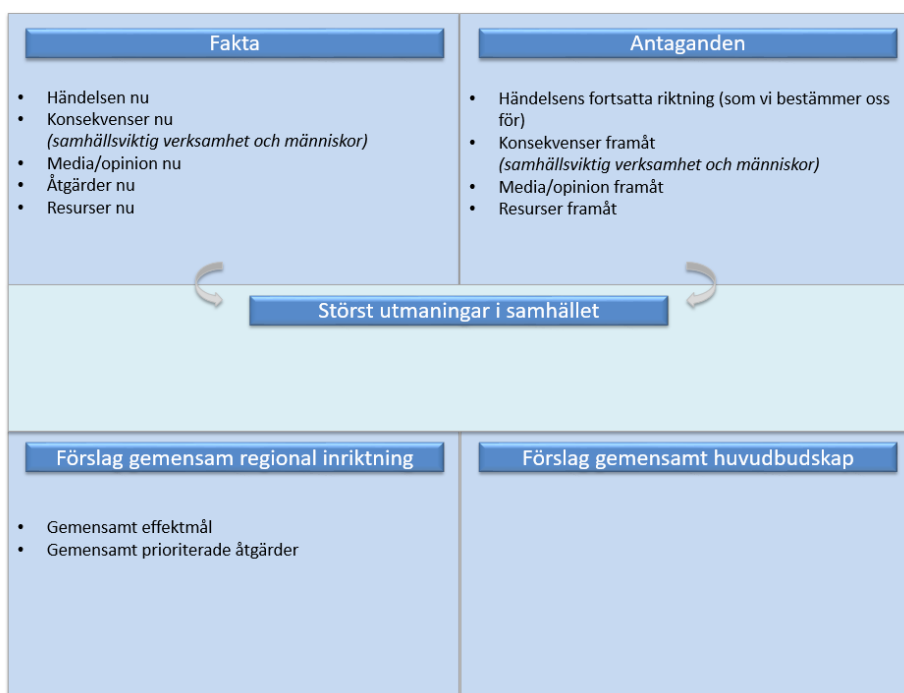 Fakta
• Händelsen nu
• Konsekvenser nu
(samhällsviktig verksamhet och människor)
• Media/opinion nu
• Åtgärder nu
• Resurser nu
Antaganden
• Händelsens fortsatta riktning (som vi bestämmer oss
för)
• Konsekvenser framåt
(samhällsviktig verksamhet och människor)
• Media/opinion framåt
• Resurser framåt
Störst utmaningar i samhället
Förslag gemensam regional inriktning
• Gemensamt effektmål
• Gemensamt prioriterade åtgärder
Förslag gemensamt huvudbudskap